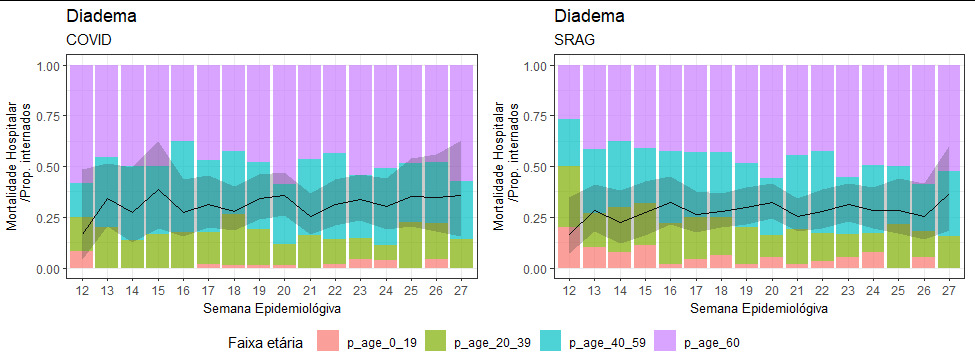 Diadema
COVID
Mortalidade Hospitalar
/Prop. internados
1.00
0.75
0.50
0.25
0.00
12 13 14 15 16 17 18 19 20 21 22 23 24 25 26 27
Semana Epidemiológiva
Diadema
SRAG
Mortalidade Hospitalar
/Prop. internados
1.00
0.75
0.50
0.25
0.00
12 13 14 15 16 17 18 19 20 21 22 23 24 25 26 27
Semana Epidemiológiva
Faixa etária p_age_0_19 p_age_20_39 p_age_40_59 p_age_60